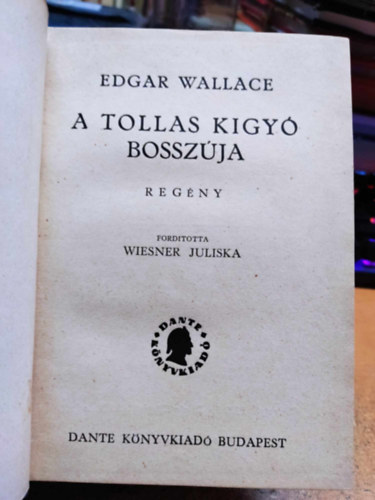 EDGAR WALLACE
A TOLLAS KIGYÓ
BOSSZÚJA
REGÉNY
FORDITOTTA
WIESNER JULISKA
DANTE
KÖNYVKIADÓ
DANTE KÖNYVKIADÓ BUDAPEST